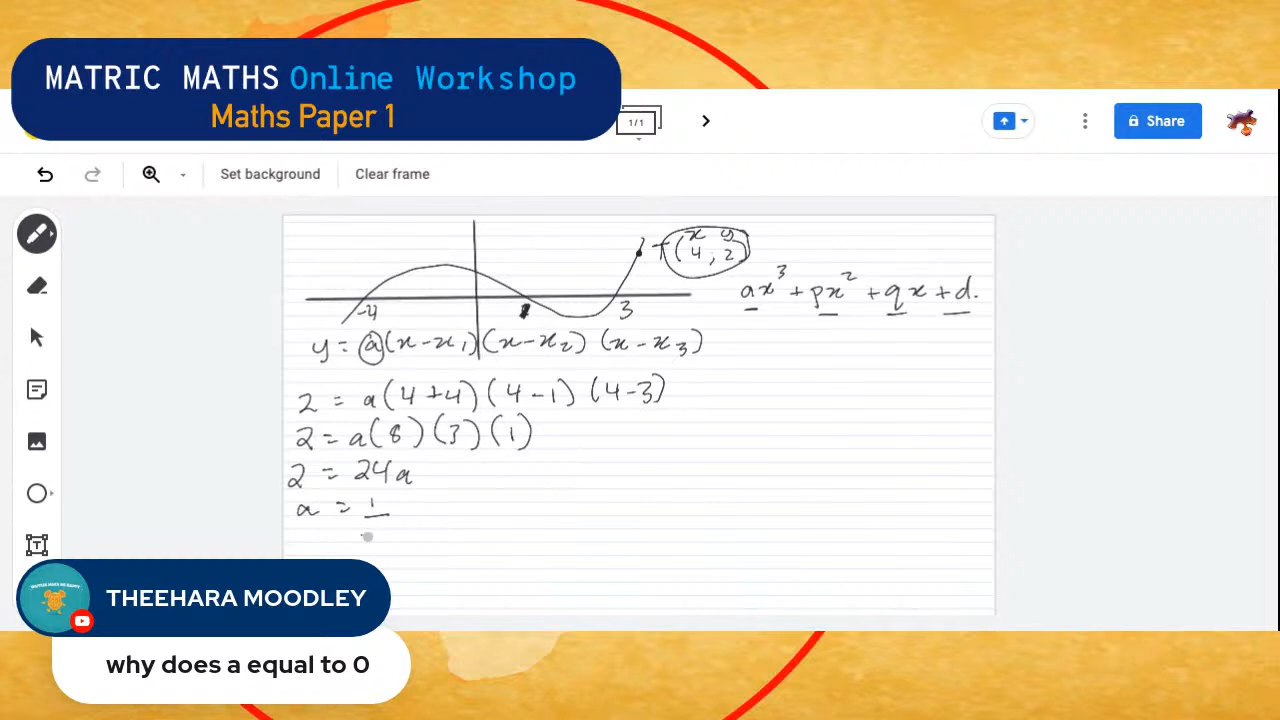 MATRIC MATHS Online Workshop
Maths Paper 1
1/1
Share
Set background
Clear frame
x y
T(4, 2)
ax³ + px² + qx + d.
-4
3
y = a(x - x₁)(x - x₂)(x - x₃)
2 = a(4+4)(4-1)(4-3)
2 = a(8)(3)(1)
2 = 24a
a = 1
THEEHARA MOODLEY
why does a equal to 0